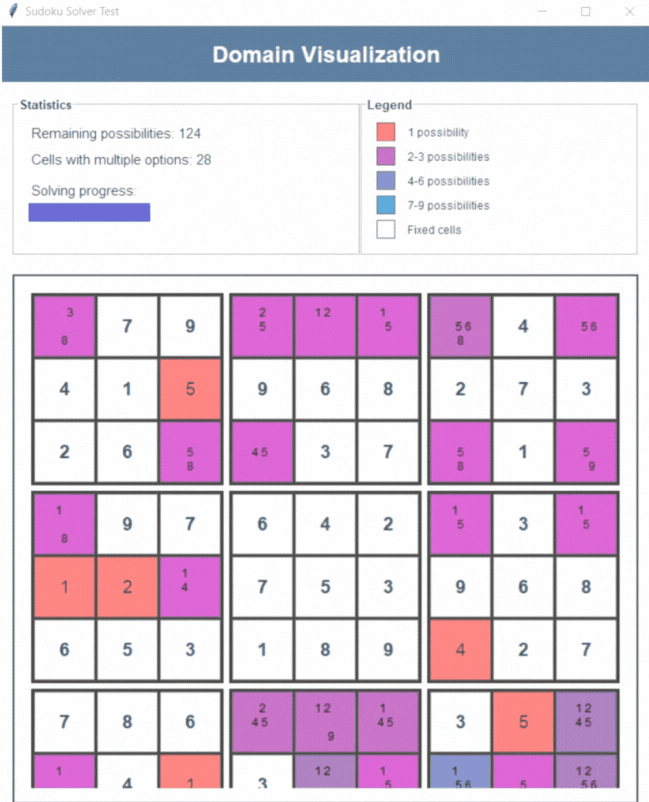 Sudoku Solver Test
Domain Visualization
Statistics
Remaining possibilities: 124
Cells with multiple options: 28
Solving progress:
Legend
1 possibility
2-3 possibilities
4-6 possibilities
7-9 possibilities
Fixed cells
3 8 7 9 2 5 1 2 1 5 5 6 8 4 5 6
4 1 5 9 6 8 2 7 3
2 6 5 8 4 5 3 7 5 8 1 5 9
1 8 9 7 6 4 2 1 5 3 1 5
1 2 1 4 7 5 3 9 6 8
6 5 3 1 8 9 4 2 7
7 8 6 2 4 5 1 2 9 1 4 5 3 5 1 2 4 5
1 4 1 3 1 2 1 5 1 5 6 5 1 2 5 6